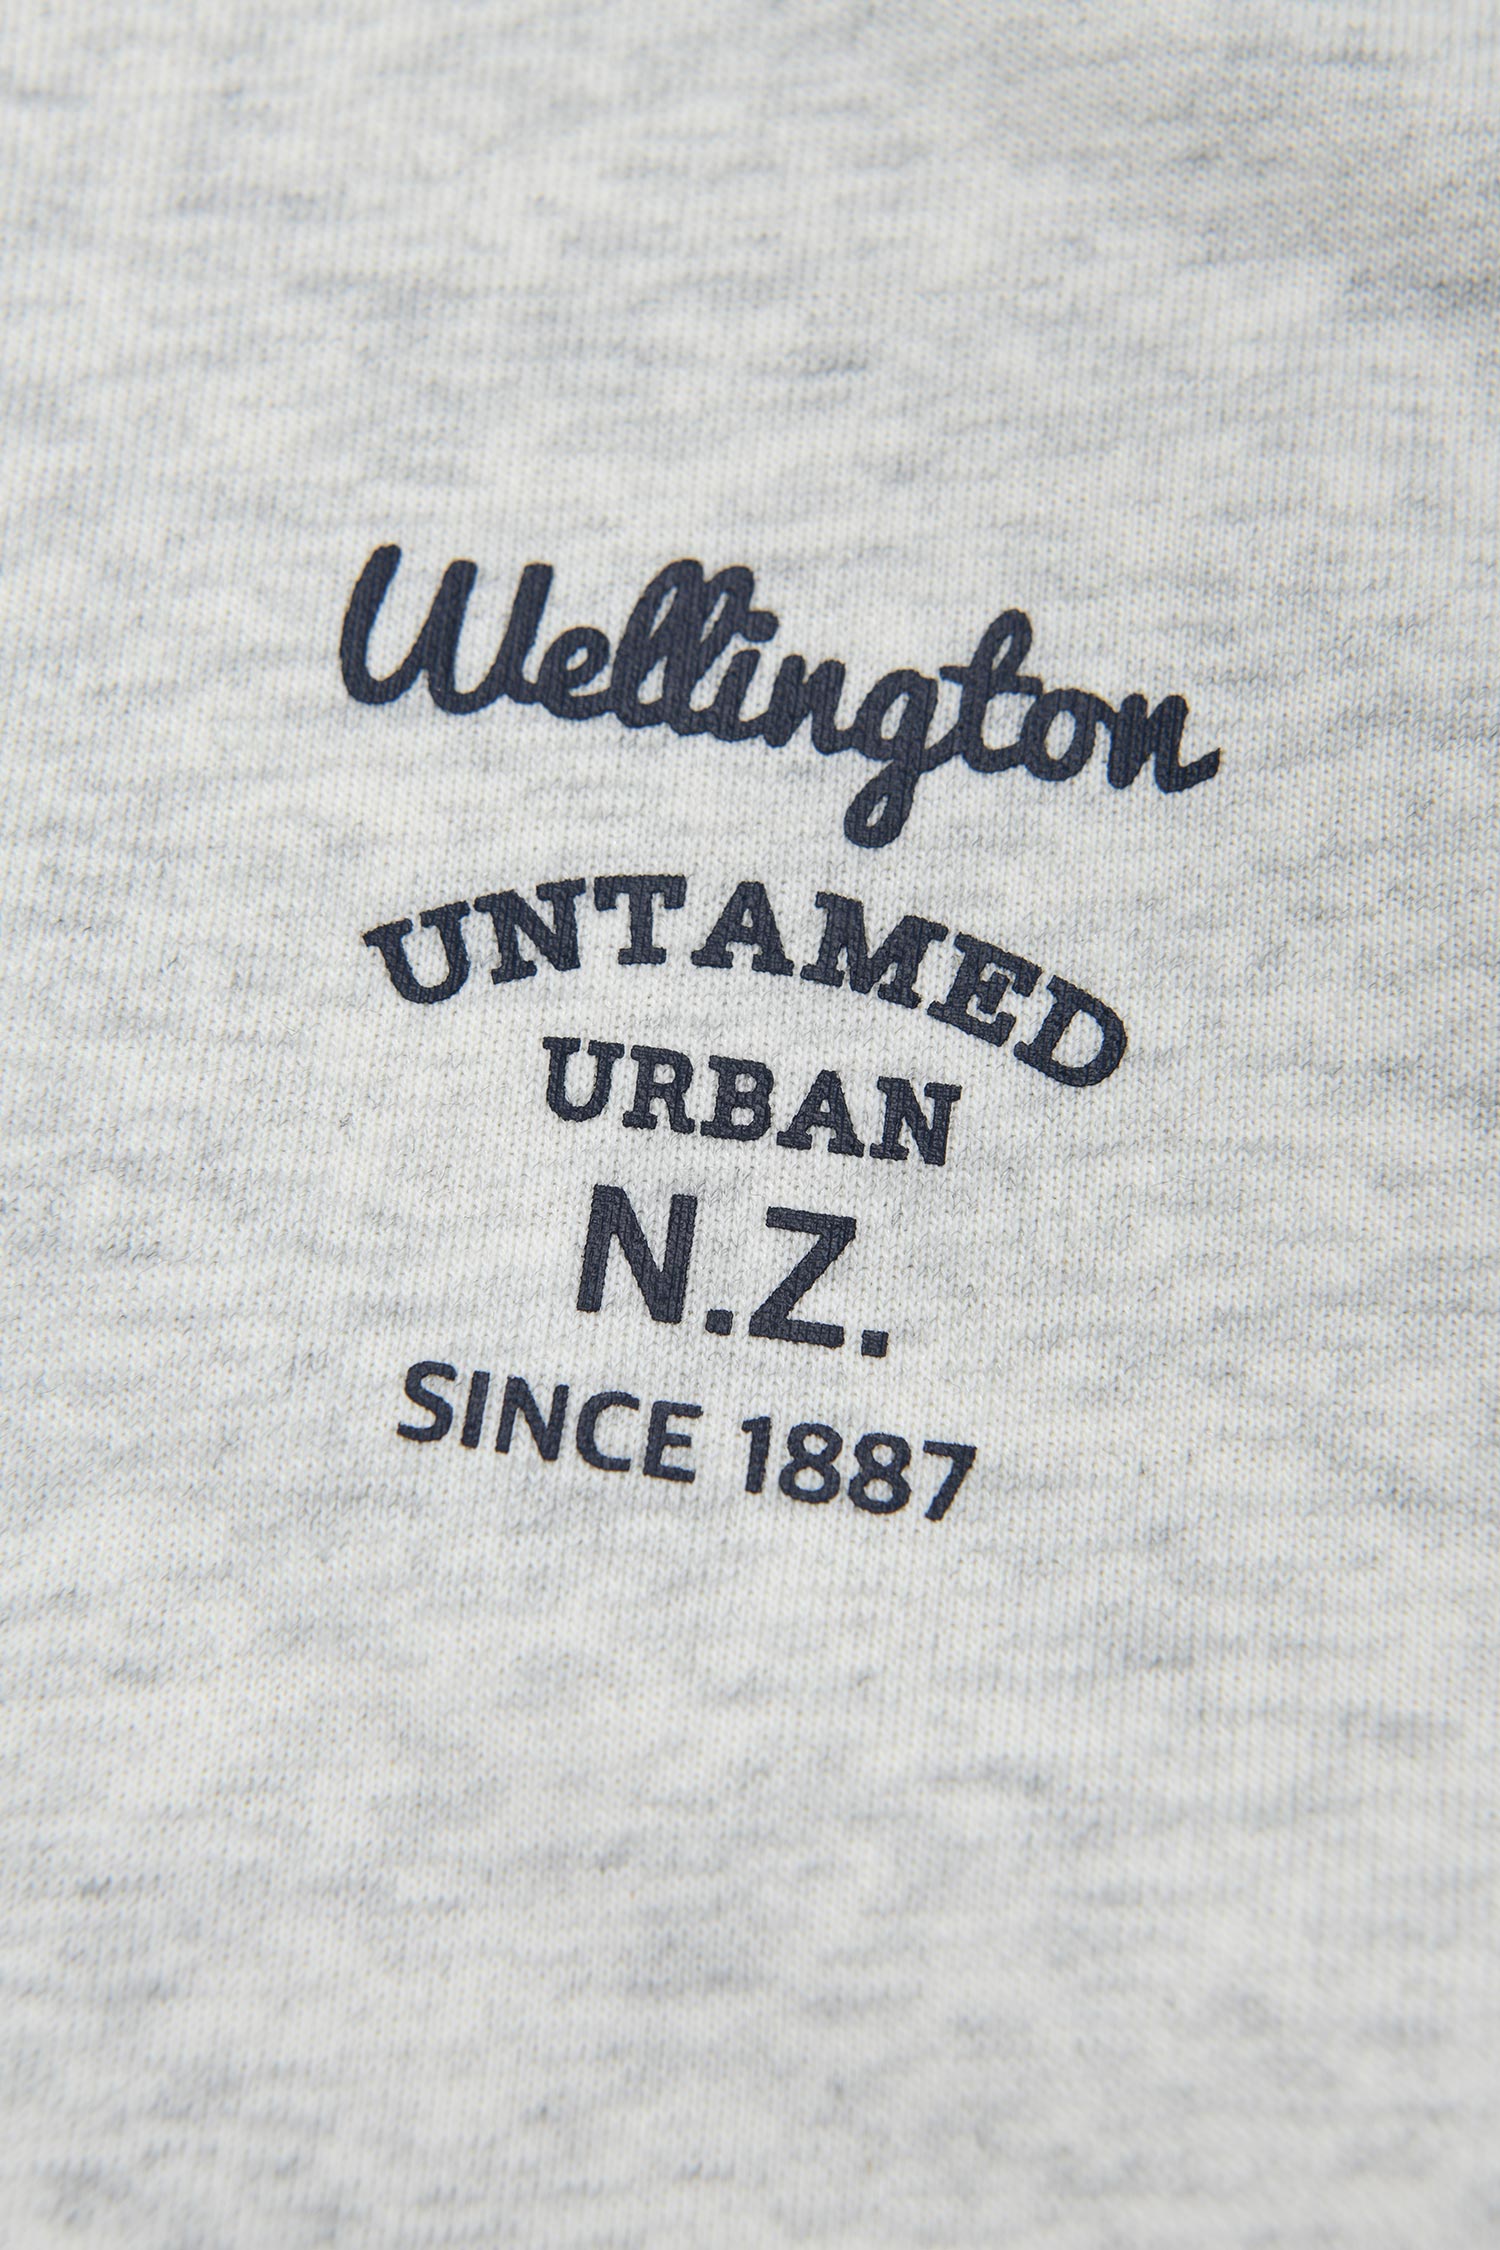 Wellington
UNTAMED
URBAN
N.Z.
SINCE 1887